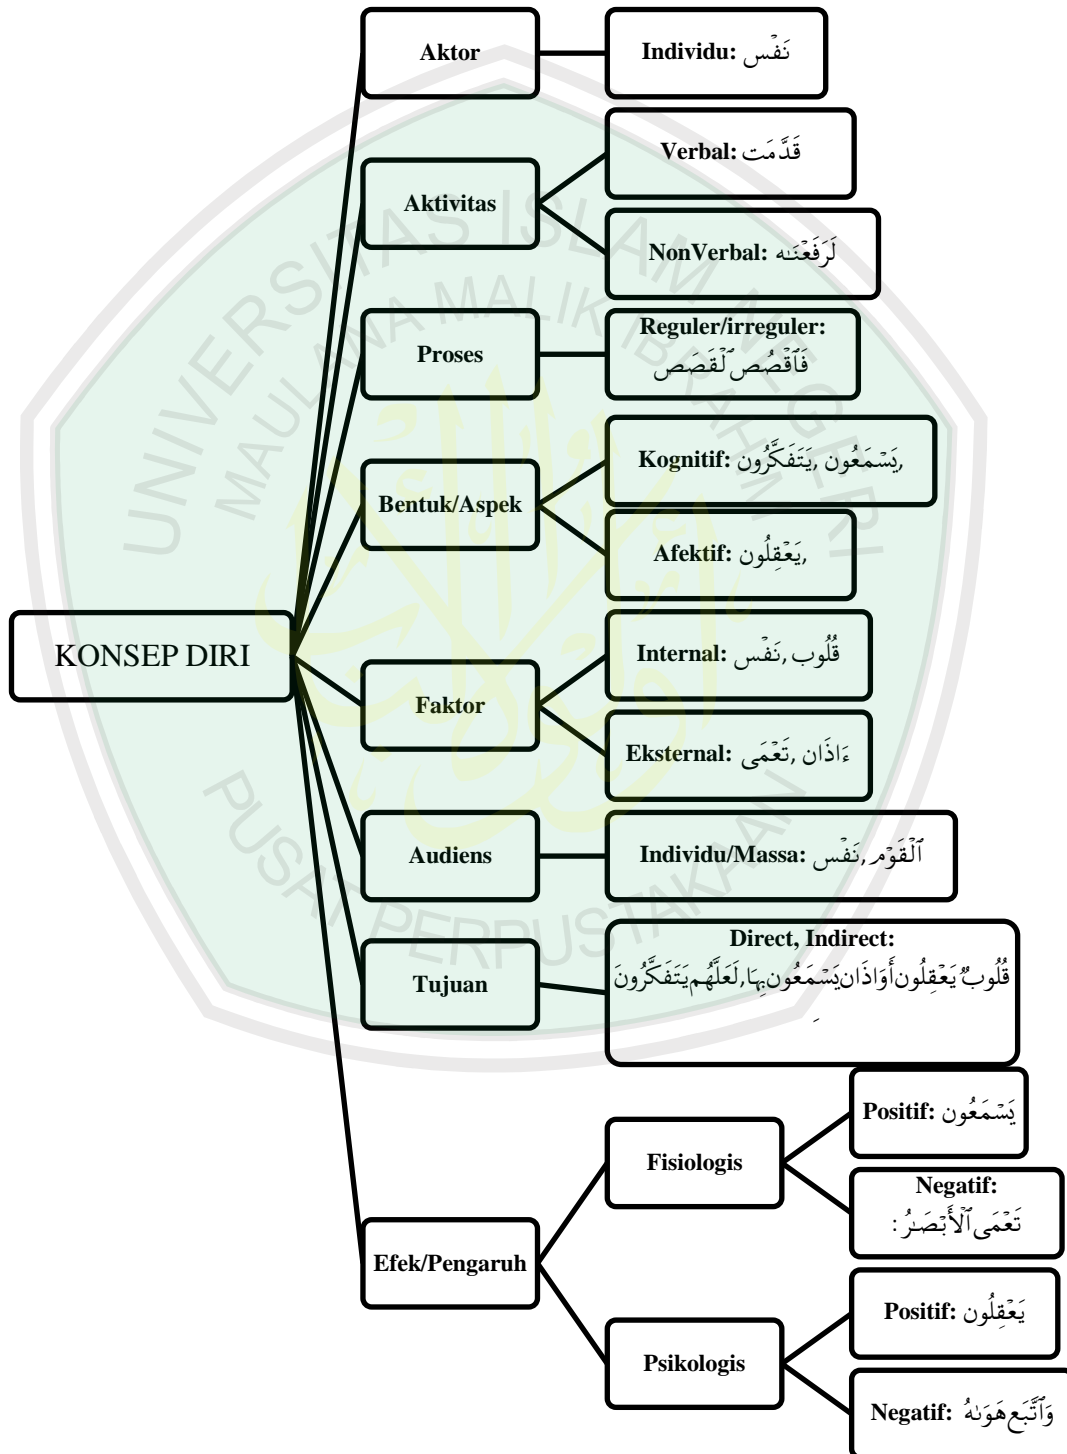 Aktor
Individu: نَفْس
Aktivitas
Verbal: قَدَّمَت
NonVerbal: لَرَفَعْنَٰه
Proses
Reguler/irreguler:
فَٱقْصُص ٱلْقَصَص
Bentuk/Aspek
Kognitif: يَسْمَعُون ,يَتَفَكَّرُون,
Afektif: يَعْقِلُون,
KONSEP DIRI
Faktor
Internal: قُلُوب ,نَفْس
Eksternal: ءَاذَان ,تَعْمَى
Audiens
Individu/Massa: ٱلْقَوْم ,نَفْس
Tujuan
Direct, Indirect:
قُلُوبٌ يَعْقِلُون أَوْءَاذَان يَسْمَعُون بِهَا, لَعَلَّهُم يَتَفَكَّرُونَ
Efek/Pengaruh
Fisiologis
Positif: يَسْمَعُون
Negatif:
تَعْمَى ٱلْأَبْصَٰرُ :
Psikologis
Positif: يَعْقِلُون
Negatif: وَٱتَّبَع هَوَىٰهُ
UNIVERSITAS ISLAM NEGERI
MAULANA MALIK IBRAHIM
PUSAT PERPUSTAKAAN